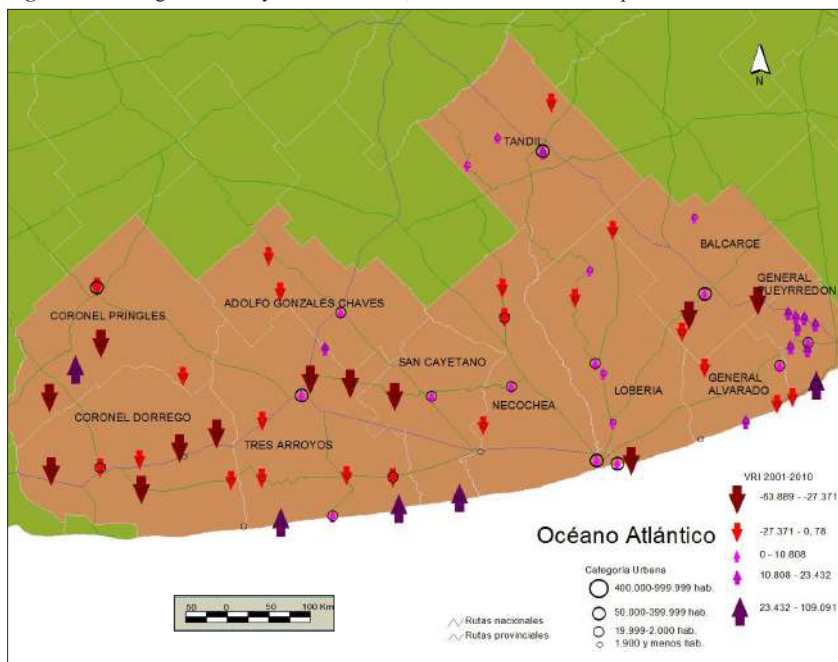 N
TANDIL
BALCARCE
GENERAL
PUEYRREDON
CORONEL PRINGLES
ADOLFO GONZALES CHAVES
SAN CAYETANO
NECOCHEA
LOBERIA
GENERAL
ALVARADO
CORONEL DORREGO
TRES ARROYOS
Océano Atlántico
VRI 2001-2010
-63.889 - -27.371
-27.371 - 0, 78
0 - 10.808
10.808 - 23.432
23.432 - 109.091
Categoría Urbana
400.000-999.999 hab.
50.000-399.999 hab.
19.999-2.000 hab.
1.900 y menos hab.
50 0 50 100 Km
Rutas nacionales
Rutas provinciales